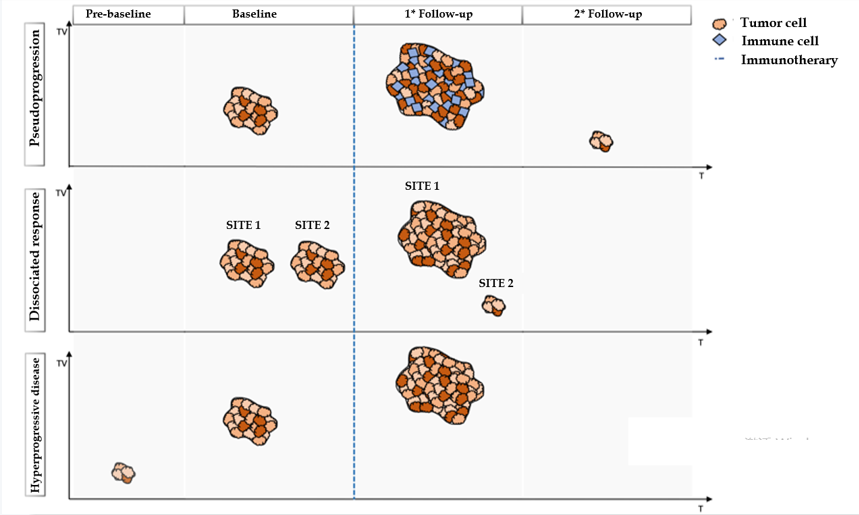 Pre-baseline
Baseline
1* Follow-up
2* Follow-up
Tumor cell
Immune cell
Immunotherary
Pseudoprogression
TV
T
Dissociated response
TV
SITE 1
SITE 2
SITE 1
SITE 2
T
Hyperprogressive disease
TV
T